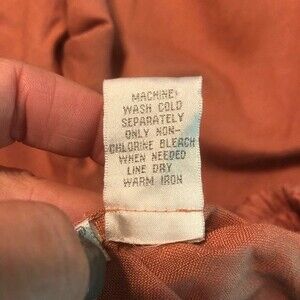 MACHINE
WASH COLD
SEPARATELY
ONLY NON-
CHLORINE BLEACH
WHEN NEEDED
LINE DRY
WARM IRON